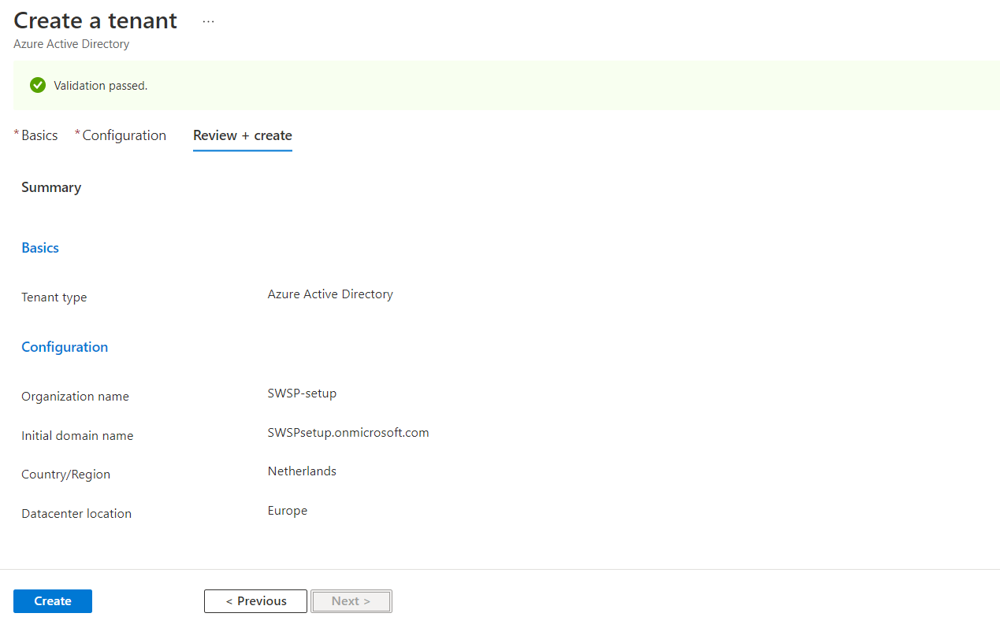 Create a tenant ...
Azure Active Directory
Validation passed.
* Basics * Configuration Review + create
Summary
Basics
Tenant type Azure Active Directory
Configuration
Organization name SWSP-setup
Initial domain name SWSPsetup.onmicrosoft.com
Country/Region Netherlands
Datacenter location Europe
Create < Previous Next >